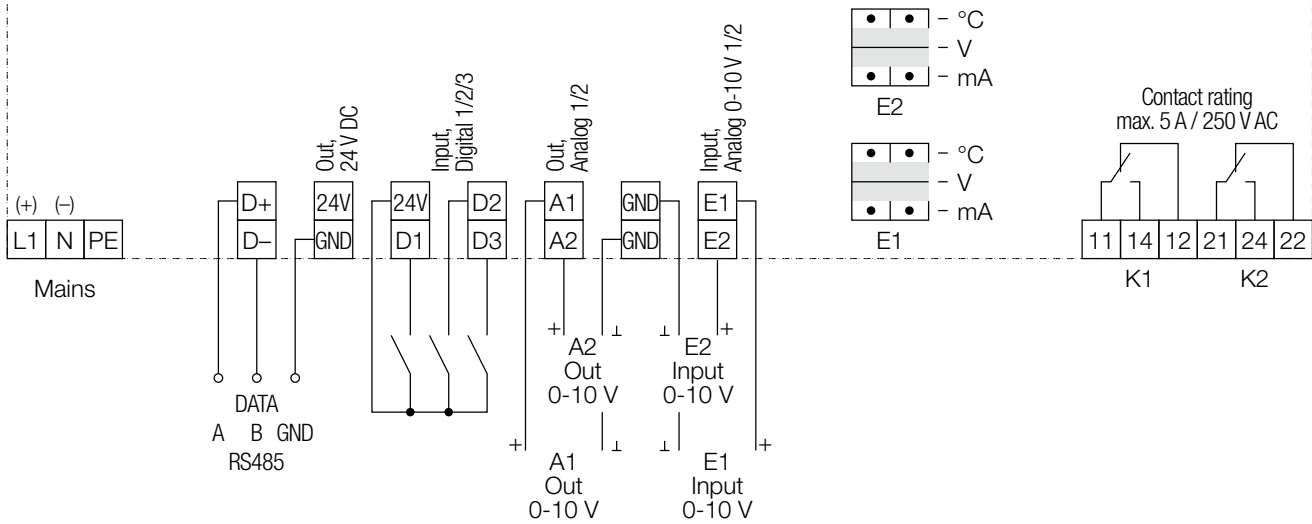 (+) (–)
L1 N PE
Mains
D+
D–
DATA
A B GND
RS485
Out,
24 V DC
24V
GND
Input,
Digital 1/2/3
24V
D1
D2
D3
Out,
Analog 1/2
A1
A2
GND
GND
Input,
Analog 0-10 V 1/2
E1
E2
+ ⊥
A2
Out
0-10 V
⊥ +
E2
Input
0-10 V
+ ⊥
A1
Out
0-10 V
⊥ +
E1
Input
0-10 V
– °C
– V
– mA
E2
– °C
– V
– mA
E1
Contact rating
max. 5 A / 250 V AC
11 14 12 21 24 22
K1 K2